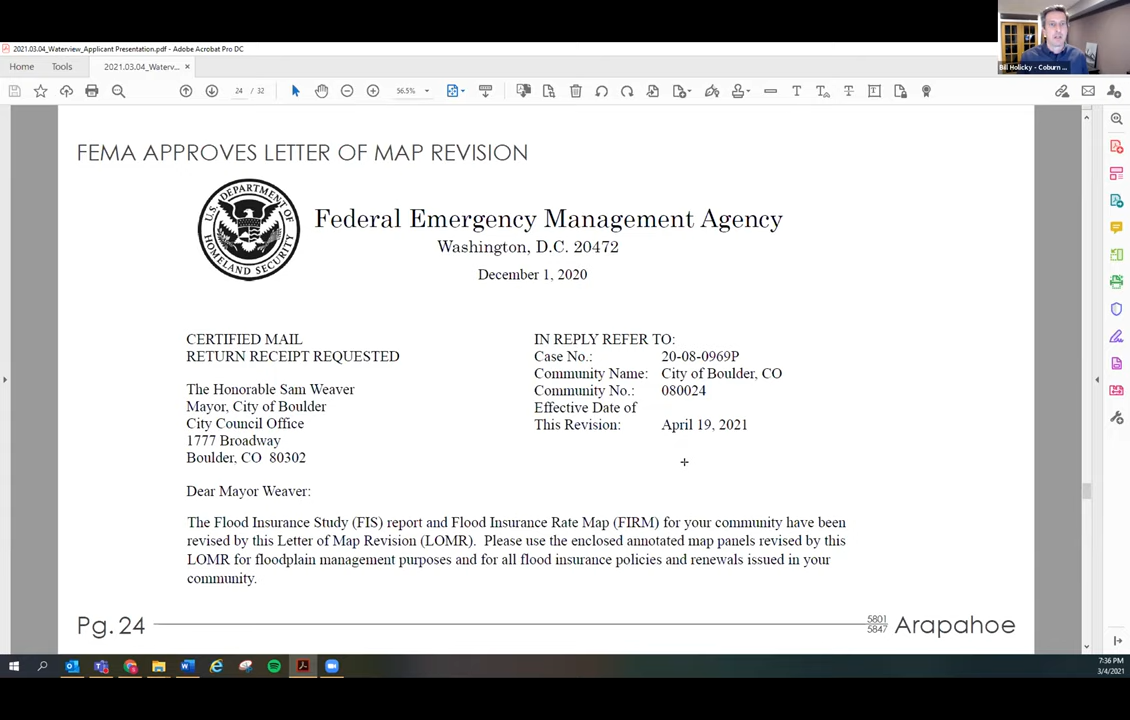 2021.03.04_Waterview_Applicant Presentation.pdf - Adobe Acrobat Pro DC
Bill Holicky - Coburn ...
Home Tools 2021.03.04_Waterv... ×
24 / 32 56.5%
FEMA APPROVES LETTER OF MAP REVISION
U.S. DEPARTMENT OF HOMELAND SECURITY
Federal Emergency Management Agency
Washington, D.C. 20472
December 1, 2020
CERTIFIED MAIL
RETURN RECEIPT REQUESTED
The Honorable Sam Weaver
Mayor, City of Boulder
City Council Office
1777 Broadway
Boulder, CO 80302
IN REPLY REFER TO:
Case No.: 20-08-0969P
Community Name: City of Boulder, CO
Community No.: 080024
Effective Date of
This Revision: April 19, 2021
Dear Mayor Weaver:
The Flood Insurance Study (FIS) report and Flood Insurance Rate Map (FIRM) for your community have been
revised by this Letter of Map Revision (LOMR). Please use the enclosed annotated map panels revised by this
LOMR for floodplain management purposes and for all flood insurance policies and renewals issued in your
community.
Pg. 24
5801
5847
Arapahoe
7:36 PM
3/4/2021